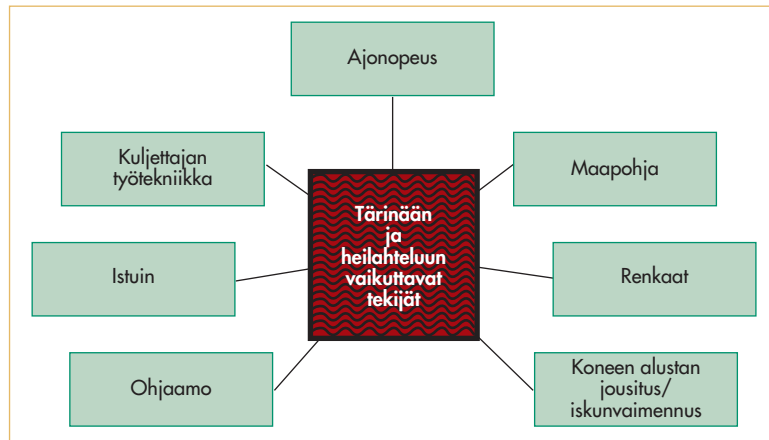 Ajonopeus
Kuljettajan
työtekniikka
Maapohja
Tärinään
ja
heilahteluun
vaikuttavat
tekijät
Istuin
Renkaat
Ohjaamo
Koneen alustan
jousitus/
iskunvaimennus